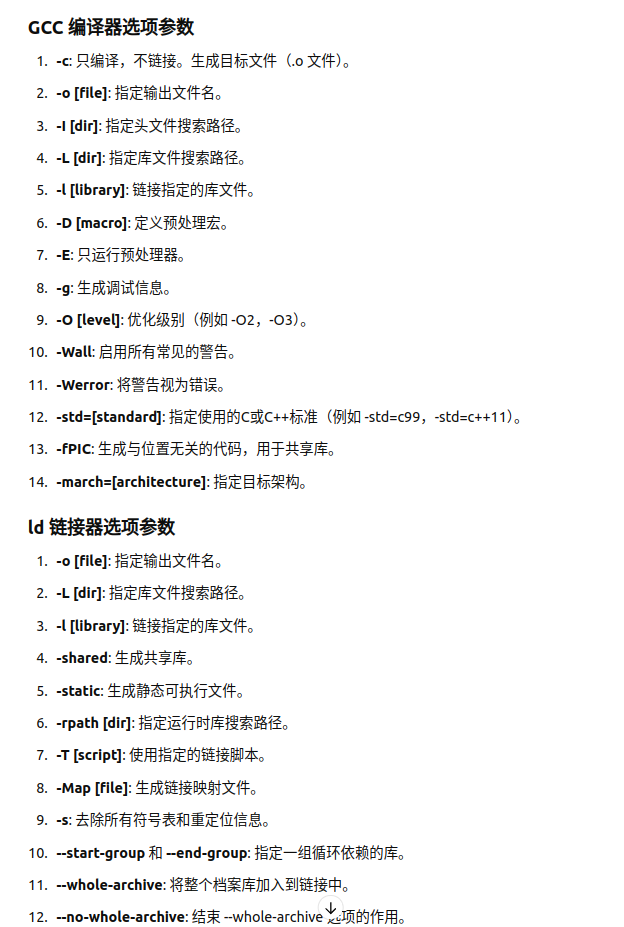 GCC 编译器选项参数
1. -c: 只编译，不链接。生成目标文件（.o 文件）。
2. -o [file]: 指定输出文件名。
3. -I [dir]: 指定头文件搜索路径。
4. -L [dir]: 指定库文件搜索路径。
5. -l [library]: 链接指定的库文件。
6. -D [macro]: 定义预处理宏。
7. -E: 只运行预处理器。
8. -g: 生成调试信息。
9. -O [level]: 优化级别（例如 -O2，-O3）。
10. -Wall: 启用所有常见的警告。
11. -Werror: 将警告视为错误。
12. -std=[standard]: 指定使用的C或C++标准（例如 -std=c99，-std=c++11）。
13. -fPIC: 生成与位置无关的代码，用于共享库。
14. -march=[architecture]: 指定目标架构。
ld 链接器选项参数
1. -o [file]: 指定输出文件名。
2. -L [dir]: 指定库文件搜索路径。
3. -l [library]: 链接指定的库文件。
4. -shared: 生成共享库。
5. -static: 生成静态可执行文件。
6. -rpath [dir]: 指定运行时库搜索路径。
7. -T [script]: 使用指定的链接脚本。
8. -Map [file]: 生成链接映射文件。
9. -s: 去除所有符号表和重定位信息。
10. --start-group 和 --end-group: 指定一组循环依赖的库。
11. --whole-archive: 将整个档案库加入到链接中。
12. --no-whole-archive: 结束 --whole-archive 选项的作用。